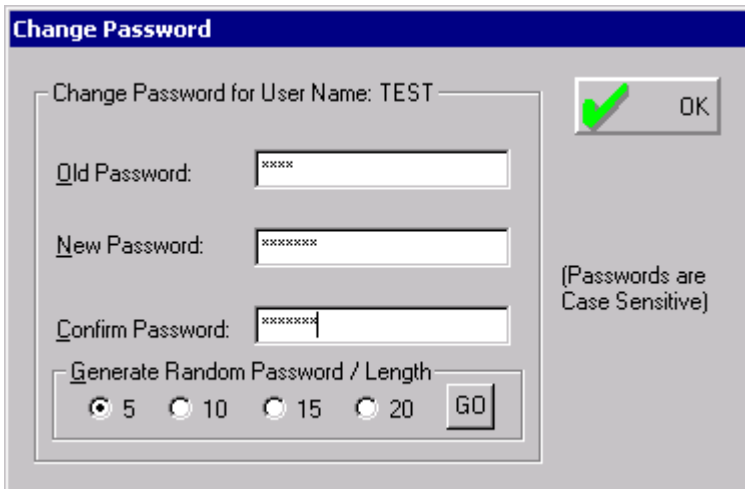 Change Password
Change Password for User Name: TEST
OK
Old Password: ****
New Password: *******
(Passwords are
Case Sensitive)
Confirm Password: *******
Generate Random Password / Length
5 10 15 20 GO